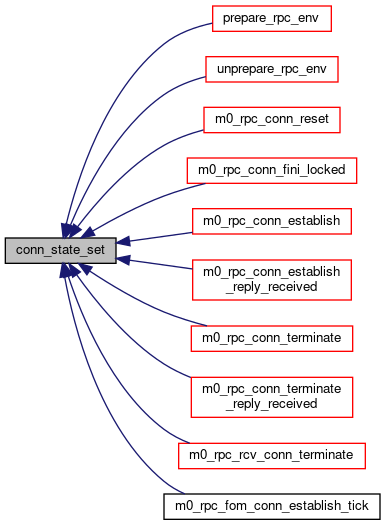 prepare_rpc_env
unprepare_rpc_env
m0_rpc_conn_reset
m0_rpc_conn_fini_locked
m0_rpc_conn_establish
conn_state_set
m0_rpc_conn_establish
_reply_received
m0_rpc_conn_terminate
m0_rpc_conn_terminate
_reply_received
m0_rpc_rcv_conn_terminate
m0_rpc_fom_conn_establish_tick